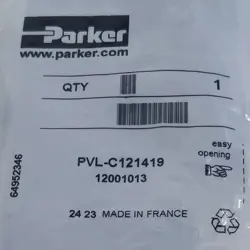 Parker
www.parker.com
QTY 1
easy
opening
PVL-C121419
12001013
64952346
24 23 MADE IN FRANCE